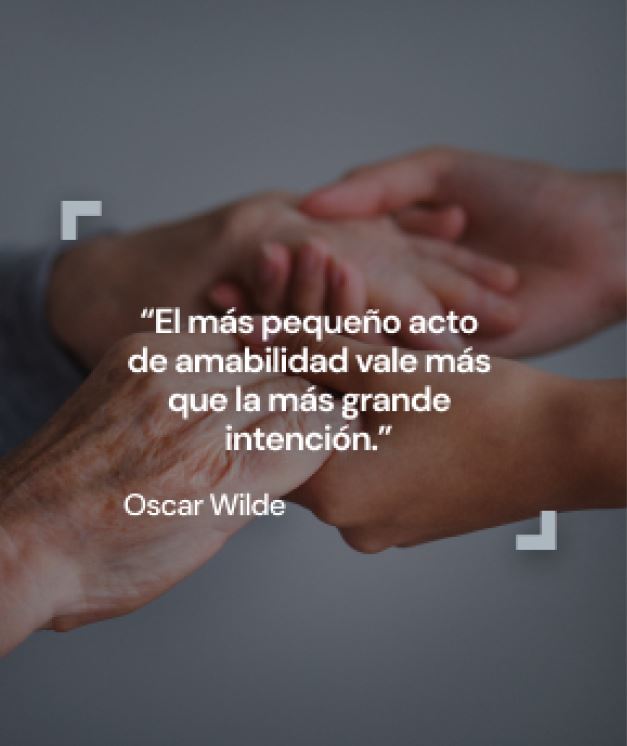 “El más pequeño acto
de amabilidad vale más
que la más grande
intención.”
Oscar Wilde